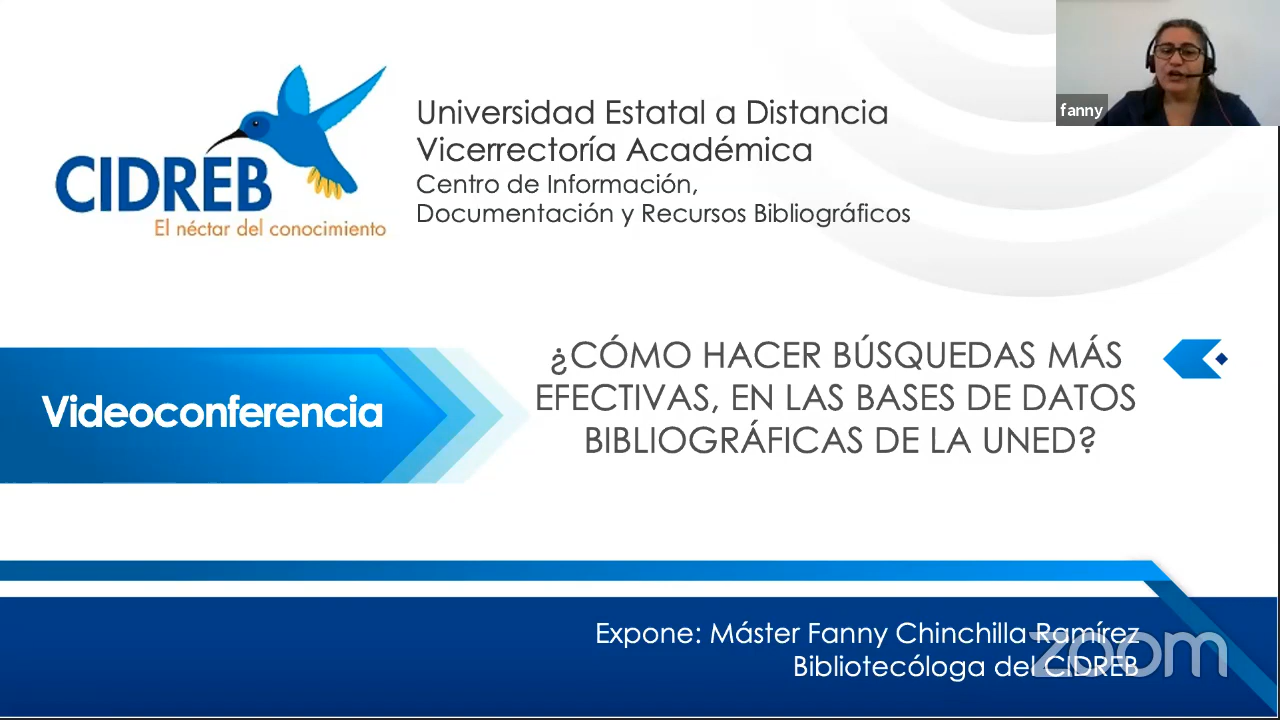 fanny
CIDREB
El néctar del conocimiento
Universidad Estatal a Distancia
Vicerrectoría Académica
Centro de Información,
Documentación y Recursos Bibliográficos
Videoconferencia
¿CÓMO HACER BÚSQUEDAS MÁS
EFECTIVAS, EN LAS BASES DE DATOS
BIBLIOGRÁFICAS DE LA UNED?
Expone: Máster Fanny Chinchilla Ramírez
Bibliotecóloga del CIDREB
zoom